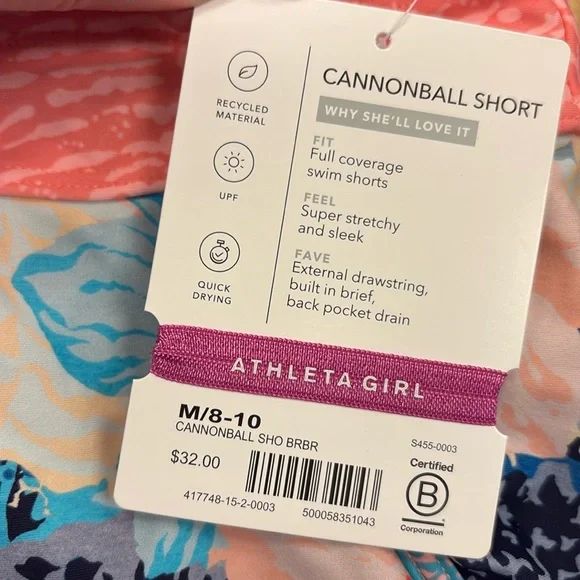 RECYCLED
MATERIAL
UPF
QUICK
DRYING
CANNONBALL SHORT
WHY SHE'LL LOVE IT
FIT
Full coverage
swim shorts
FEEL
Super stretchy
and sleek
FAVE
External drawstring,
built in brief,
back pocket drain
ATHLETA GIRL
M/8-10
CANNONBALL SHO BRBR
$32.00
417748-15-2-0003
500058351043
S455-0003
Certified
B
Corporation